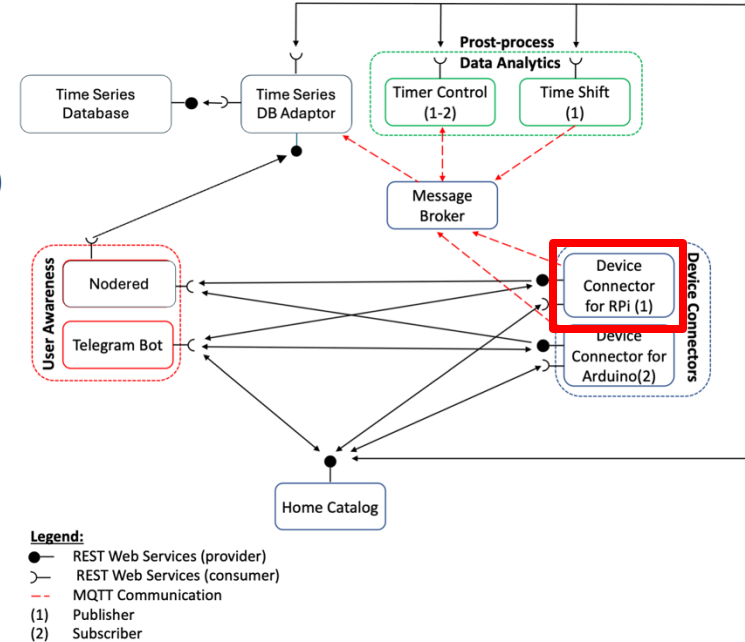 Prost-process
Data Analytics
Time Series
Database
Time Series
DB Adaptor
Timer Control
(1-2)
Time Shift
(1)
Message
Broker
User Awareness
Nodered
Telegram Bot
Device
Connector
for RPi (1)
Device
Connector for
Arduino(2)
Device Connectors
Home Catalog
Legend:
REST Web Services (provider)
REST Web Services (consumer)
MQTT Communication
(1) Publisher
(2) Subscriber